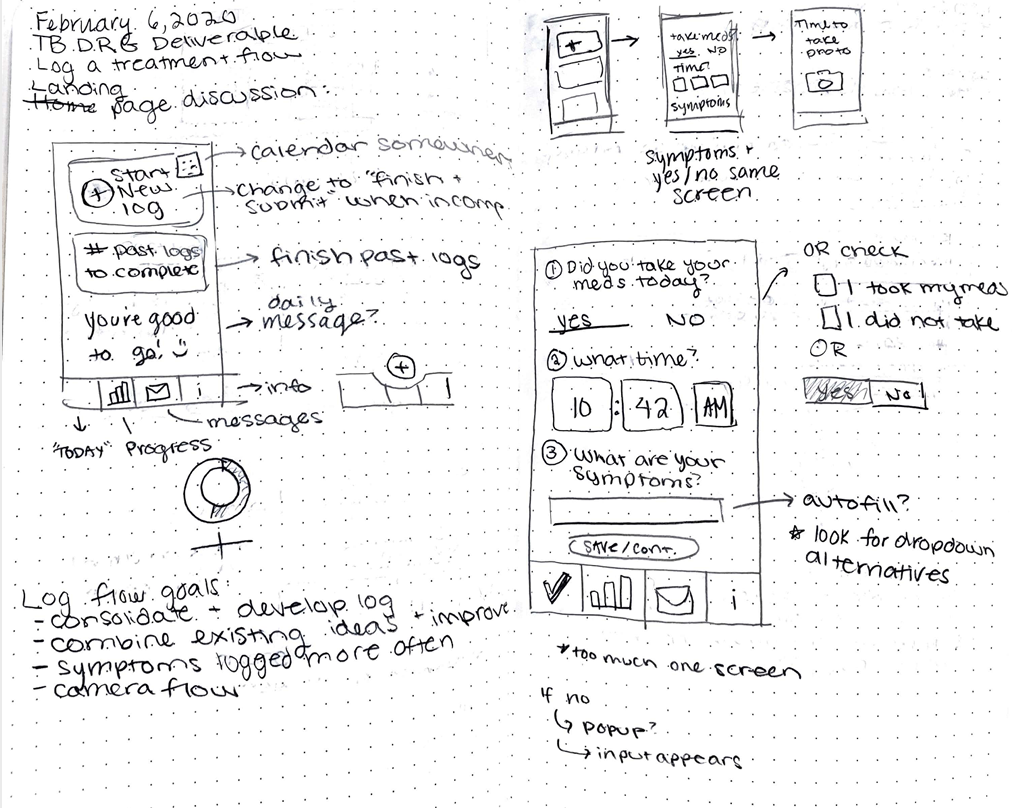 February 6, 2020
TB.D.R.G Deliverable
Log a treatment flow
Landing
Home page discussion:
Start
New
log
calendar somewher
change to "finish +
submit" when incomp.
# past logs
to complete
finish past logs
you're good
to go!
daily
message?
i
info
messages
"TODAY"
Progress
Log flow goals:
- consolidate + develop log
- combine existing ideas + improve
- symptoms logged more often
- camera flow
take meds?
yes NO
Time?
symptoms
Time to
take
photo
symptoms +
yes/no same
screen
① Did you take your
meds today?
yes NO
② What time?
10 : 42 AM
③ What are your
symptoms?
SAVE/CONT.
i
OR check
I took my meds
I did not take
OR
Yes No
autofill?
* look for dropdown
alternatives
* too much one screen
if no
popup?
input appears